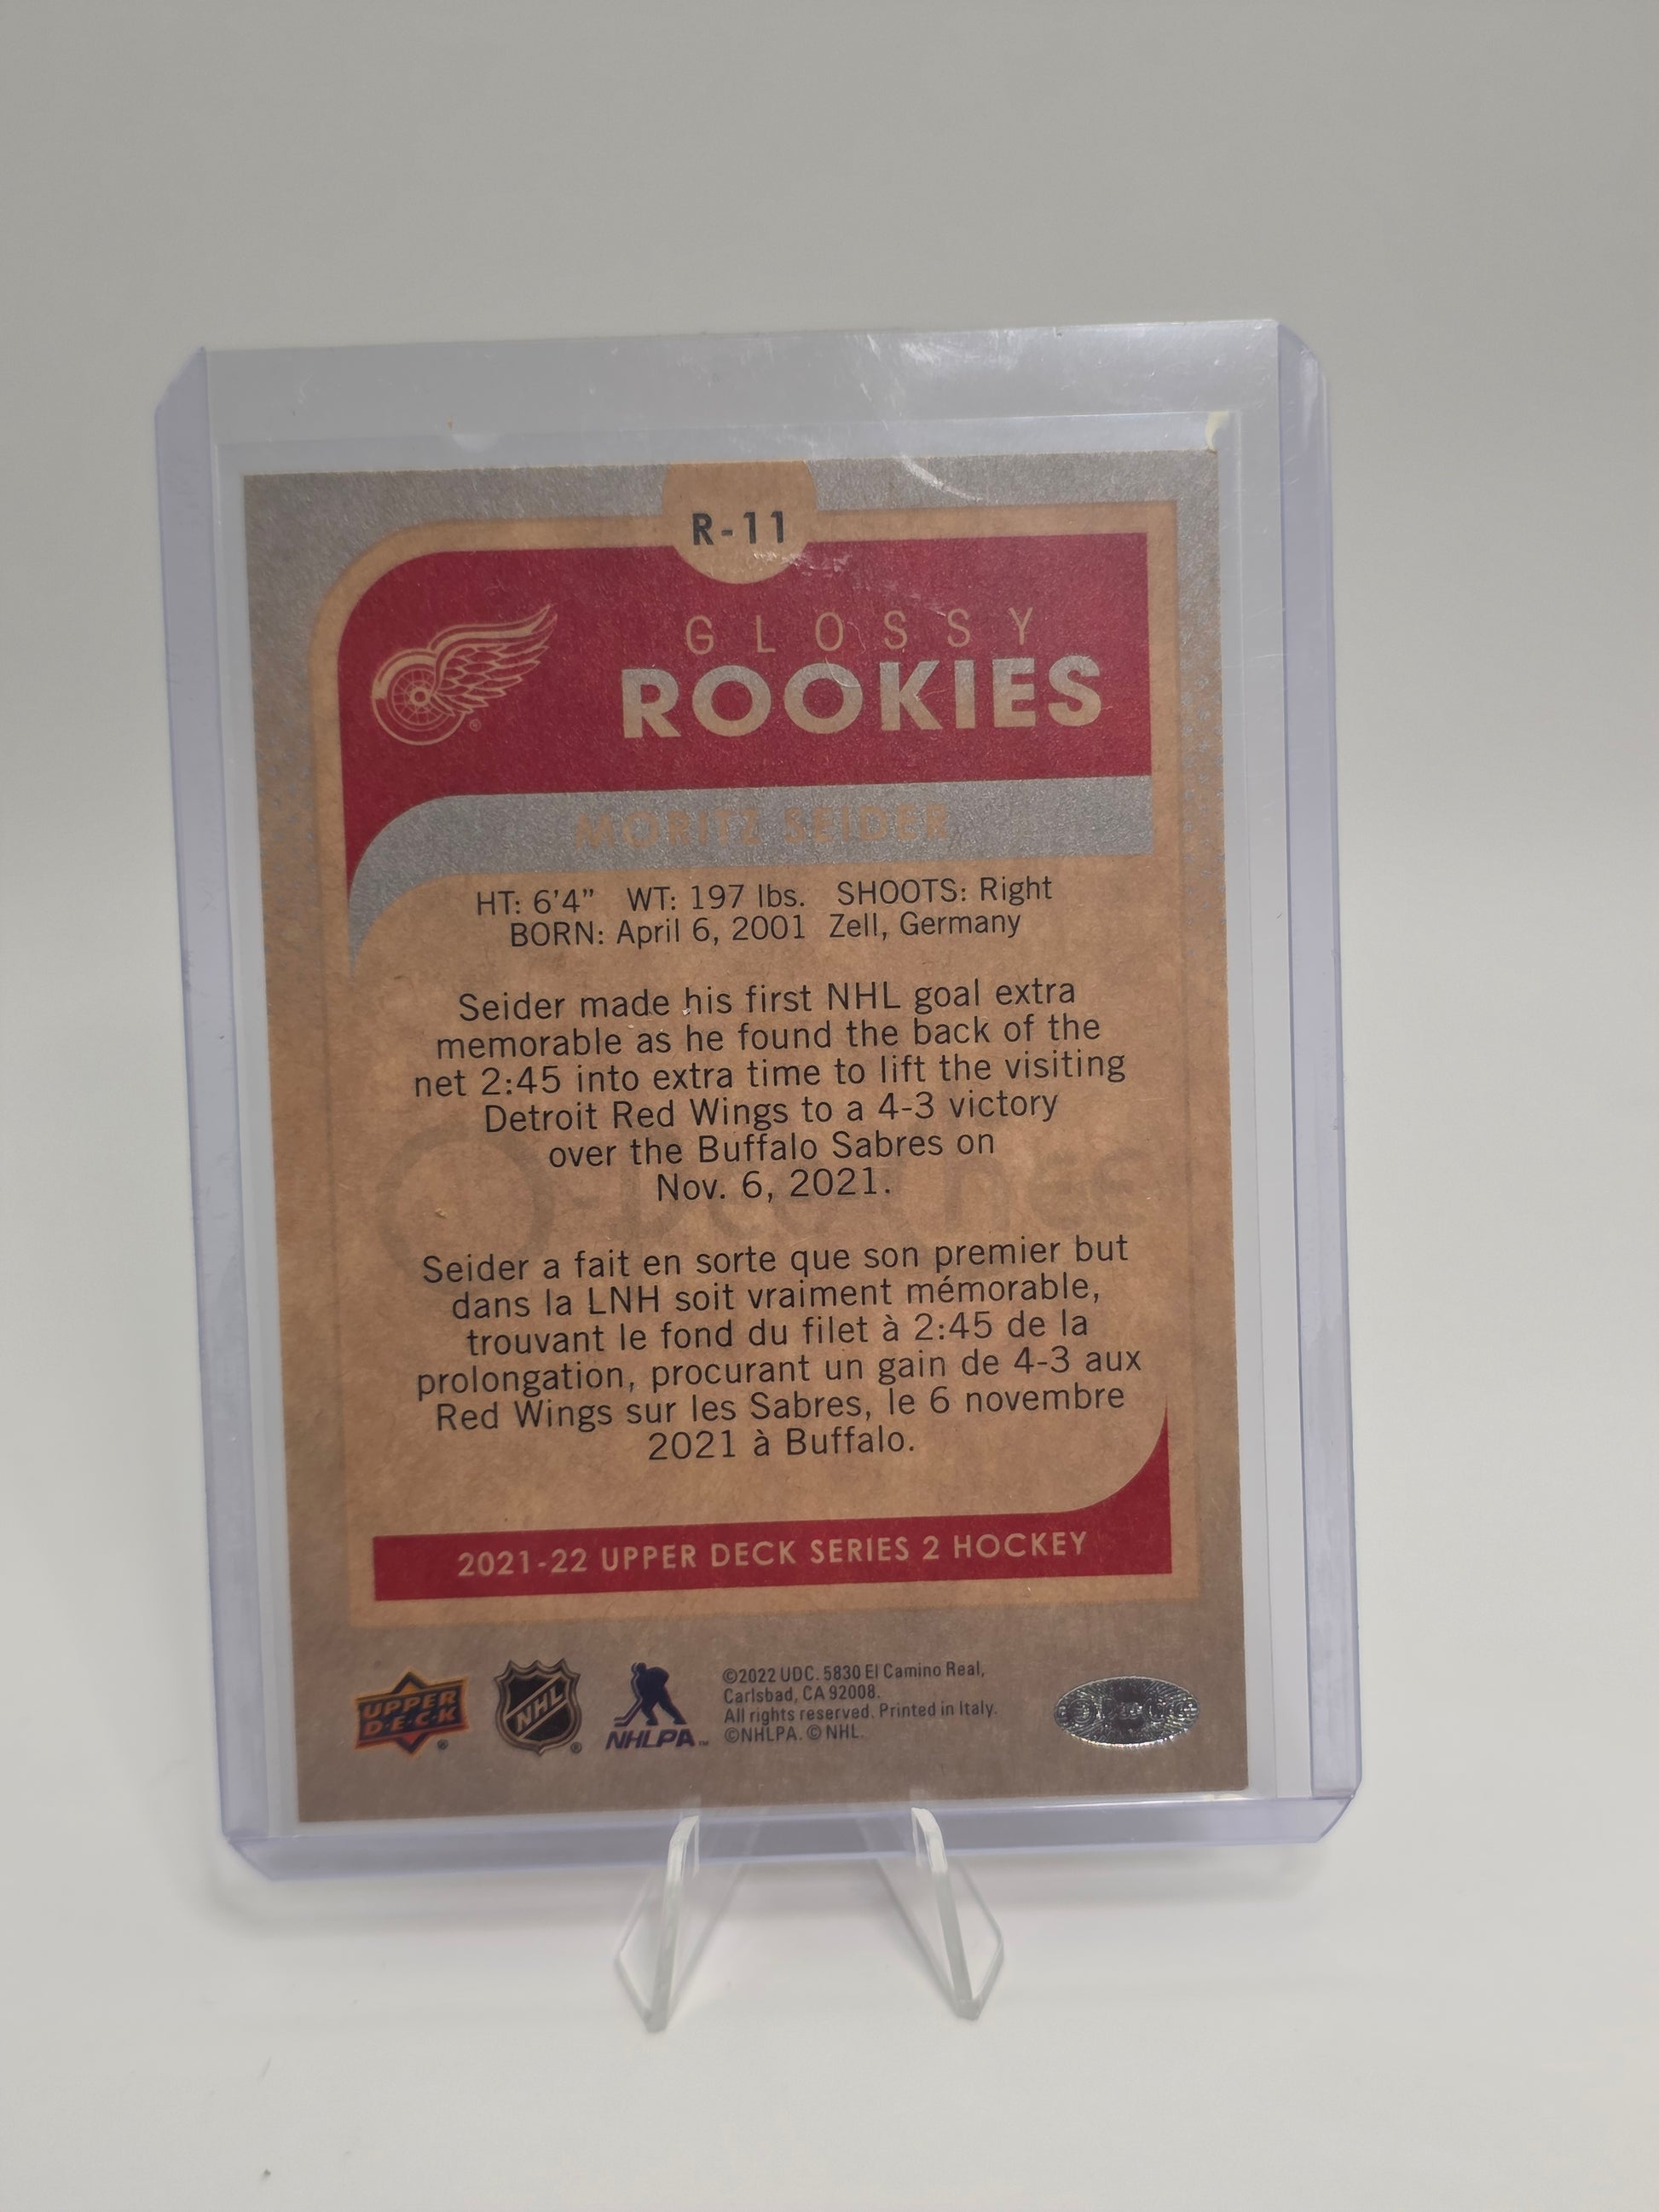 R-11
GLOSSY
ROOKIES
MORITZ SEIDER
HT: 6'4" WT: 197 lbs. SHOOTS: Right
BORN: April 6, 2001 Zell, Germany
Seider made his first NHL goal extra
memorable as he found the back of the
net 2:45 into extra time to lift the visiting
Detroit Red Wings to a 4-3 victory
over the Buffalo Sabres on
Nov. 6, 2021.
Seider a fait en sorte que son premier but
dans la LNH soit vraiment mémorable,
trouvant le fond du filet à 2:45 de la
prolongation, procurant un gain de 4-3 aux
Red Wings sur les Sabres, le 6 novembre
2021 à Buffalo.
2021-22 UPPER DECK SERIES 2 HOCKEY
UPPER
D•E•C•K
®
NHL
®
NHLPA™
©2022 UDC. 5830 El Camino Real,
Carlsbad, CA 92008.
All rights reserved. Printed in Italy.
©NHLPA. © NHL.